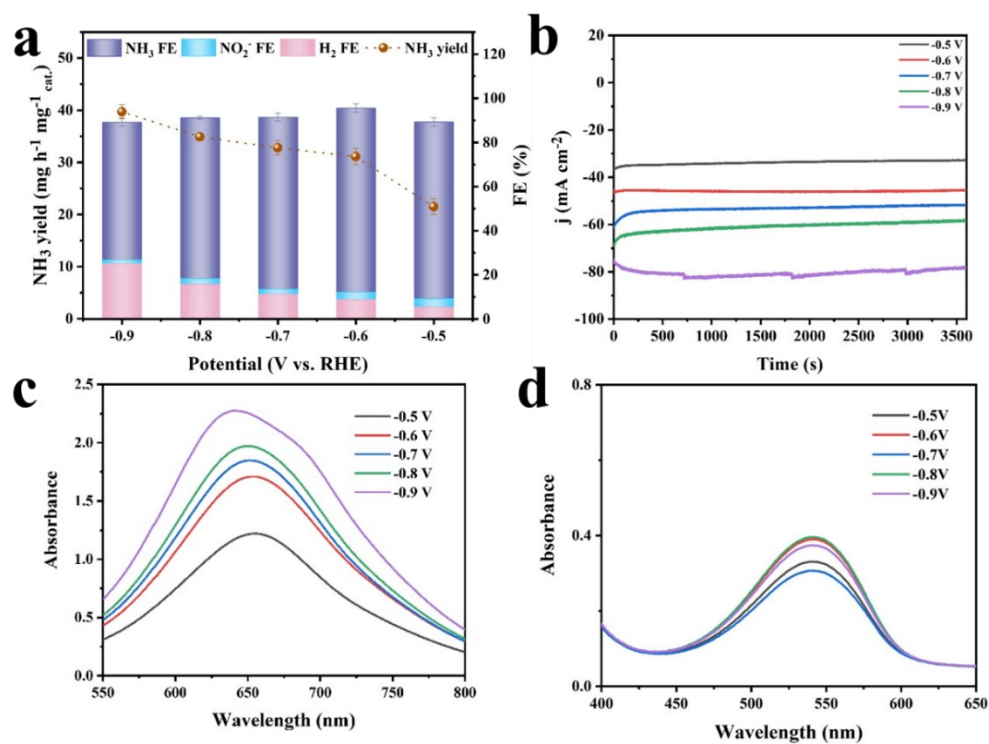 a
NH₃ FE NO₂⁻ FE H₂ FE NH₃ yield
NH₃ yield (mg h⁻¹ mg⁻¹ cat.)
50
40
30
20
10
0
120
100
80
60
40
20
0
FE (%)
-0.9 -0.8 -0.7 -0.6 -0.5
Potential (V vs. RHE)
b
j (mA cm⁻²)
20
0
-20
-40
-60
-80
-100
-0.5 V
-0.6 V
-0.7 V
-0.8 V
-0.9 V
0 500 1000 1500 2000 2500 3000 3500
Time (s)
c
Absorbance
2.5
2.0
1.5
1.0
0.5
0.0
-0.5 V
-0.6 V
-0.7 V
-0.8 V
-0.9 V
550 600 650 700 750 800
Wavelength (nm)
d
Absorbance
0.8
0.4
0.0
-0.5V
-0.6V
-0.7V
-0.8V
-0.9V
400 450 500 550 600 650
Wavelength (nm)